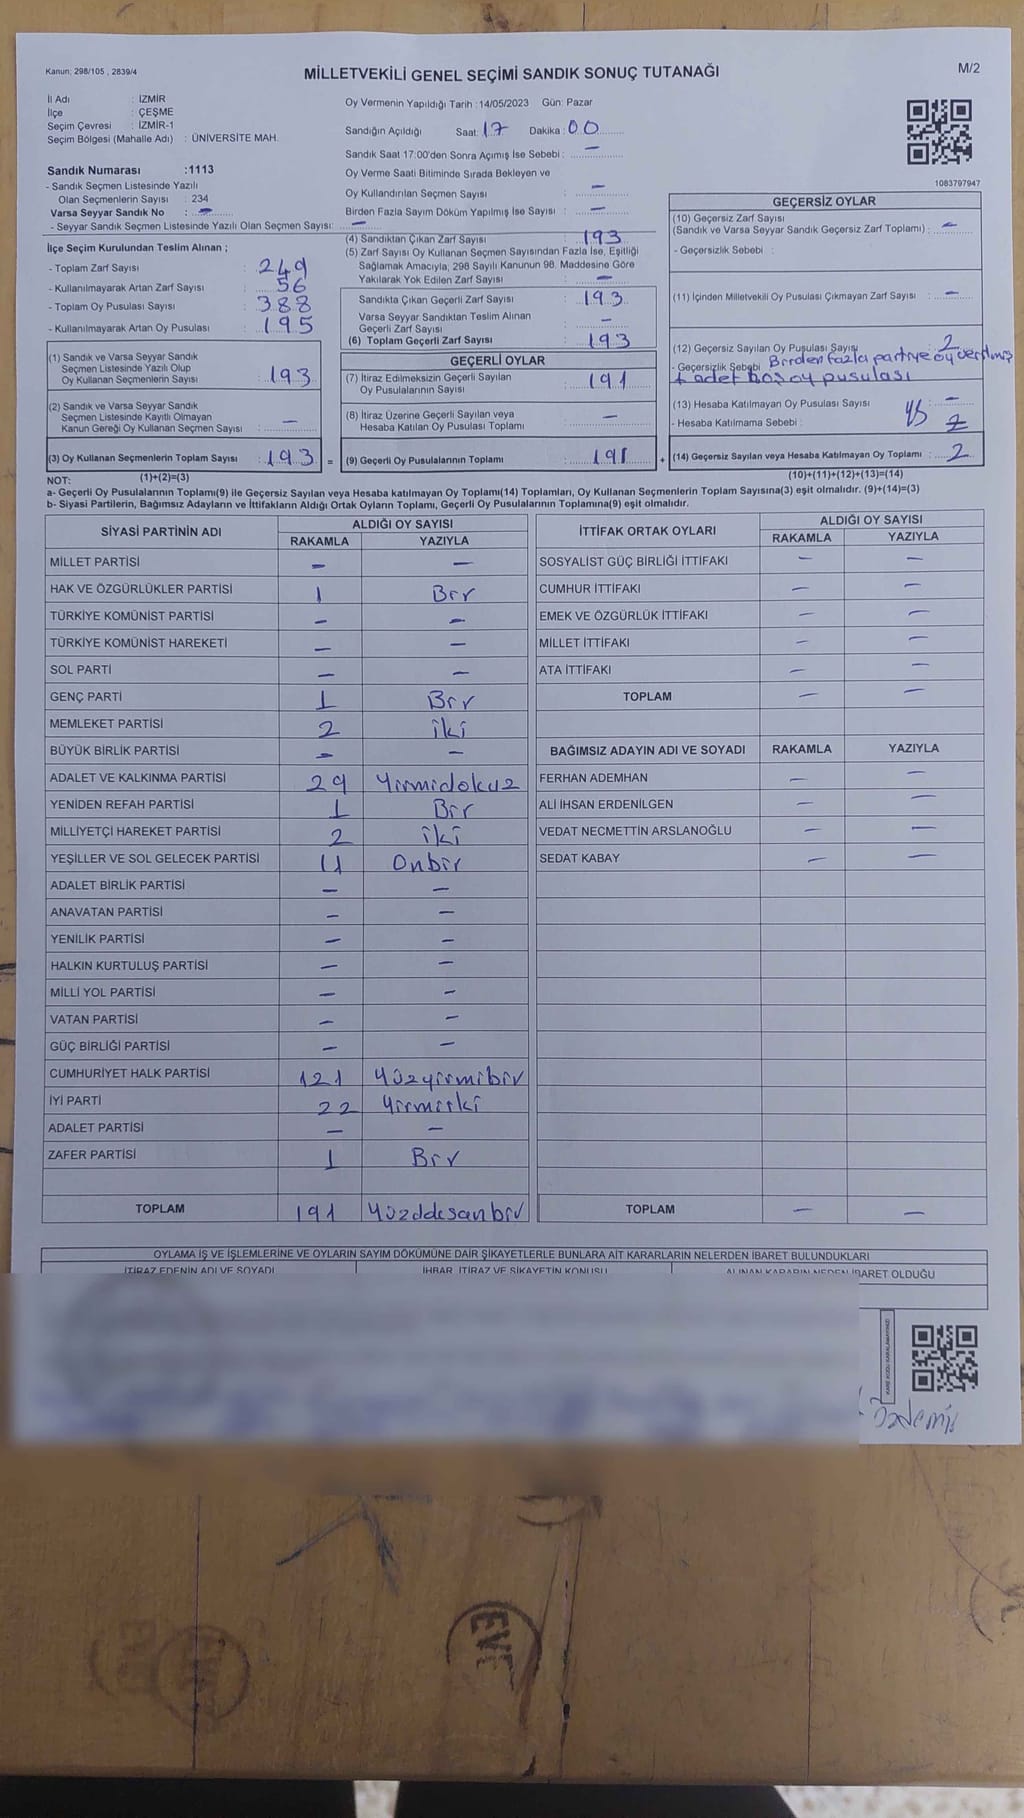 Kanun; 298/105 , 2839/4
MİLLETVEKİLİ GENEL SEÇİMİ SANDIK SONUÇ TUTANAĞI
M/2
İl Adı : İZMİR
İlçe : ÇEŞME
Seçim Çevresi : İZMİR-1
Seçim Bölgesi (Mahalle Adı) : ÜNİVERSİTE MAH.
Oy Vermenin Yapıldığı Tarih :14/05/2023 Gün: Pazar
Sandığın Açıldığı Saat: 17 Dakika: 00
Sandık Saat 17:00'den Sonra Açımış İse Sebebi : –
Oy Verme Saati Bitiminde Sırada Bekleyen ve
Oy Kullandırılan Seçmen Sayısı : –
Birden Fazla Sayım Döküm Yapılmış İse Sayısı : –
1083797947
Sandık Numarası :1113
- Sandık Seçmen Listesinde Yazılı
Olan Seçmenlerin Sayısı : 234
Varsa Seyyar Sandık No : –
- Seyyar Sandık Seçmen Listesinde Yazılı Olan Seçmen Sayısı: –
İlçe Seçim Kurulundan Teslim Alınan ;
- Toplam Zarf Sayısı : 249
- Kullanılmayarak Artan Zarf Sayısı : 56
- Toplam Oy Pusulası Sayısı : 388
- Kullanılmayarak Artan Oy Pusulası : 195
(1) Sandık ve Varsa Seyyar Sandık
Seçmen Listesinde Yazılı Olup
Oy Kullanan Seçmenlerin Sayısı : 193
(2) Sandık ve Varsa Seyyar Sandık
Seçmen Listesinde Kayıtlı Olmayan
Kanun Gereği Oy Kullanan Seçmen Sayısı : –
(3) Oy Kullanan Seçmenlerin Toplam Sayısı : 193 =
(4) Sandıktan Çıkan Zarf Sayısı : 193
(5) Zarf Sayısı Oy Kullanan Seçmen Sayısından Fazla İse, Eşitliği
Sağlamak Amacıyla, 298 Sayılı Kanunun 98. Maddesine Göre
Yakılarak Yok Edilen Zarf Sayısı : –
Sandıkta Çıkan Geçerli Zarf Sayısı : 193
Varsa Seyyar Sandıktan Teslim Alınan
Geçerli Zarf Sayısı : –
(6) Toplam Geçerli Zarf Sayısı : 193
GEÇERLİ OYLAR
(7) İtiraz Edilmeksizin Geçerli Sayılan
Oy Pusulalarının Sayısı : 191
(8) İtiraz Üzerine Geçerli Sayılan veya
Hesaba Katılan Oy Pusulası Toplamı : –
(9) Geçerli Oy Pusulalarının Toplamı : 191 +
GEÇERSİZ OYLAR
(10) Geçersiz Zarf Sayısı
(Sandık ve Varsa Seyyar Sandık Geçersiz Zarf Toplamı) : –
- Geçersizlik Sebebi :
(11) İçinden Milletvekili Oy Pusulası Çıkmayan Zarf Sayısı : –
(12) Geçersiz Sayılan Oy Pusulası Sayısı : 2
- Geçersizlik Sebebi Birden fazla partiye oy verilmiş
1 adet boş oy pusulası
(13) Hesaba Katılmayan Oy Pusulası Sayısı : –
- Hesaba Katılmama Sebebi :
(14) Geçersiz Sayılan veya Hesaba Katılmayan Oy Toplamı : 2
NOT: (1)+(2)=(3)
(10)+(11)+(12)+(13)=(14)
a- Geçerli Oy Pusulalarının Toplamı(9) ile Geçersiz Sayılan veya Hesaba katılmayan Oy Toplamı(14) Toplamları, Oy Kullanan Seçmenlerin Toplam Sayısına(3) eşit olmalıdır. (9)+(14)=(3)
b- Siyasi Partilerin, Bağımsız Adayların ve İttifakların Aldığı Ortak Oyların Toplamı, Geçerli Oy Pusulalarının Toplamına(9) eşit olmalıdır.
SİYASİ PARTİNİN ADI ALDIĞI OY SAYISI
RAKAMLA YAZIYLA
MİLLET PARTİSİ – –
HAK VE ÖZGÜRLÜKLER PARTİSİ 1 Bir
TÜRKİYE KOMÜNİST PARTİSİ – –
TÜRKİYE KOMÜNİST HAREKETİ – –
SOL PARTİ – –
GENÇ PARTİ 1 Bir
MEMLEKET PARTİSİ 2 iki
BÜYÜK BİRLİK PARTİSİ – –
ADALET VE KALKINMA PARTİSİ 29 Yirmidokuz
YENİDEN REFAH PARTİSİ 1 Bir
MİLLİYETÇİ HAREKET PARTİSİ 2 iki
YEŞİLLER VE SOL GELECEK PARTİSİ 11 Onbir
ADALET BİRLİK PARTİSİ – –
ANAVATAN PARTİSİ – –
YENİLİK PARTİSİ – –
HALKIN KURTULUŞ PARTİSİ – –
MİLLİ YOL PARTİSİ – –
VATAN PARTİSİ – –
GÜÇ BİRLİĞİ PARTİSİ – –
CUMHURİYET HALK PARTİSİ 121 Yüzyirmibir
İYİ PARTİ 22 Yirmiiki
ADALET PARTİSİ – –
ZAFER PARTİSİ 1 Bir
TOPLAM 191 Yüzddesanbir
İTTİFAK ORTAK OYLARI ALDIĞI OY SAYISI
RAKAMLA YAZIYLA
SOSYALİST GÜÇ BİRLİĞİ İTTİFAKI – –
CUMHUR İTTİFAKI – –
EMEK VE ÖZGÜRLÜK İTTİFAKI – –
MİLLET İTTİFAKI – –
ATA İTTİFAKI – –
TOPLAM – –
BAĞIMSIZ ADAYIN ADI VE SOYADI RAKAMLA YAZIYLA
FERHAN ADEMHAN – –
ALİ İHSAN ERDENİLGEN – –
VEDAT NECMETTİN ARSLANOĞLU – –
SEDAT KABAY – –
TOPLAM – –
OYLAMA İŞ VE İŞLEMLERİNE VE OYLARIN SAYIM DÖKÜMÜNE DAİR ŞİKAYETLERLE BUNLARA AİT KARARLARIN NELERDEN İBARET BULUNDUKLARI
İTİRAZ EDENİN ADI VE SOYADI İHBAR, İTİRAZ VE ŞİKAYETİN KONUSU ALINAN KARARIN NEDEN İBARET OLDUĞU
KARE KODU KARALAMAYINIZ!
EVE